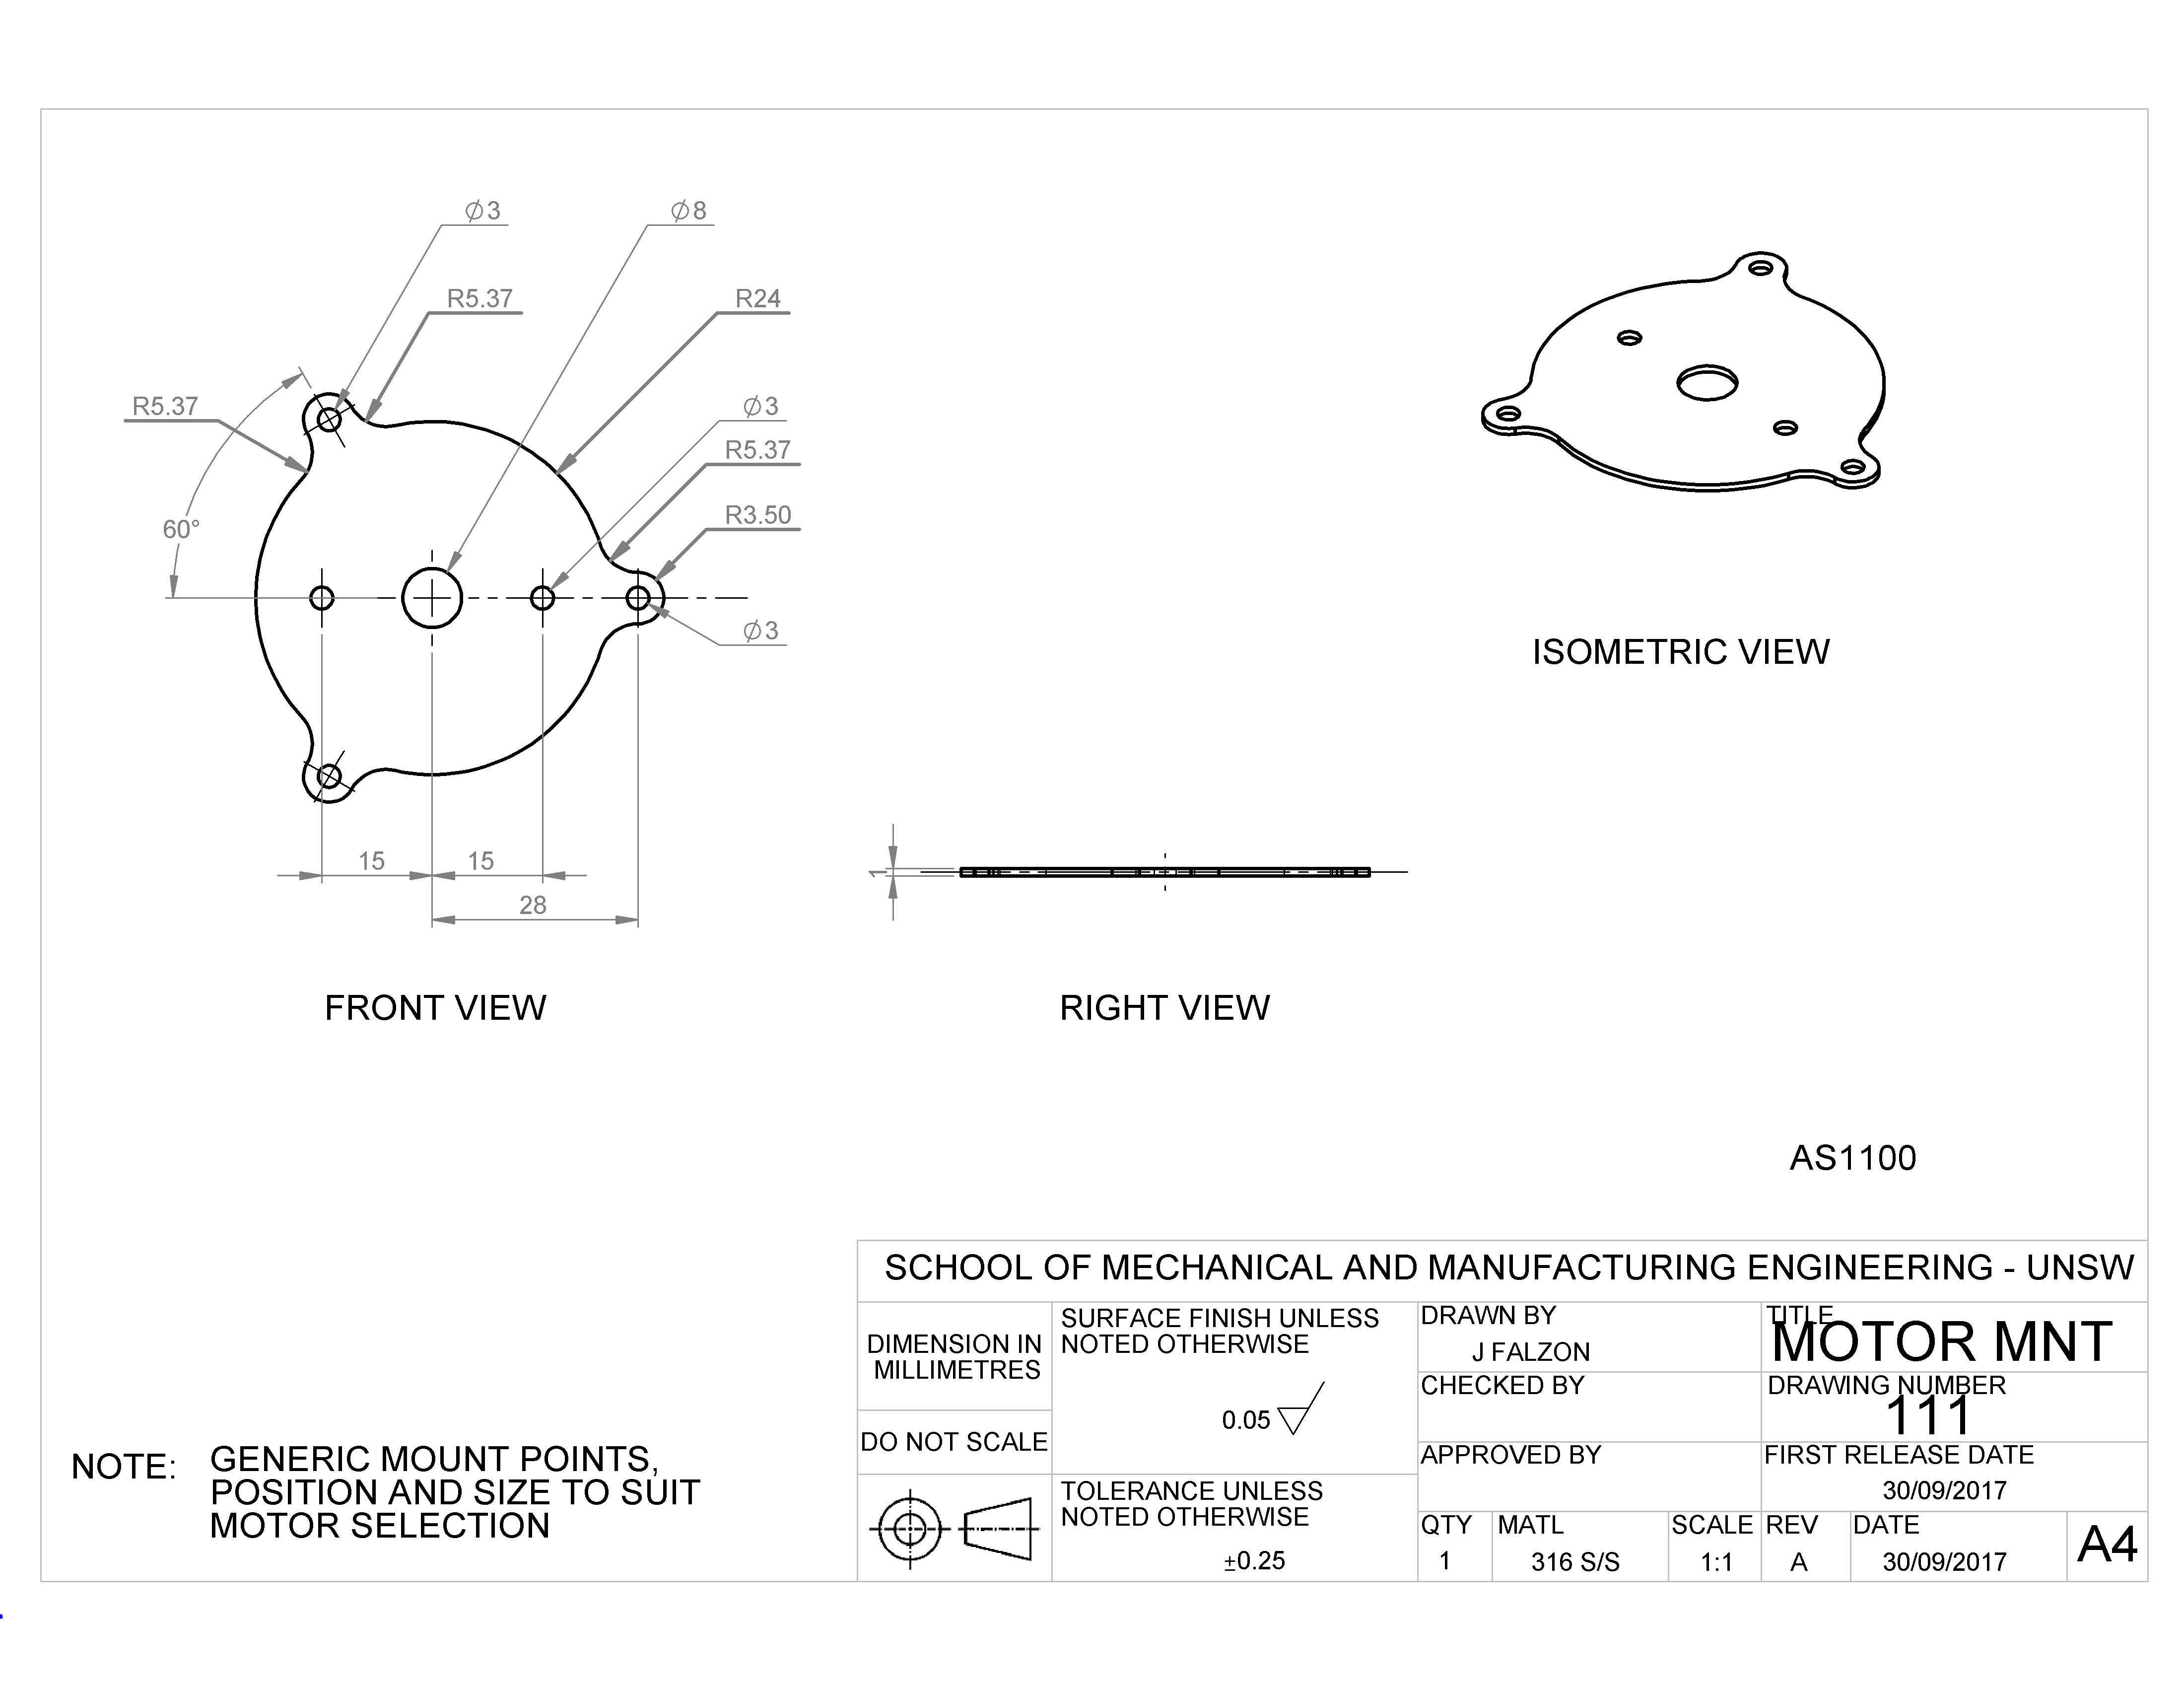 ⌀3
⌀8
R5.37
R24
R5.37
⌀3
R5.37
R3.50
60°
⌀3
15
15
28
1
FRONT VIEW
RIGHT VIEW
ISOMETRIC VIEW
AS1100
NOTE:
GENERIC MOUNT POINTS,
POSITION AND SIZE TO SUIT
MOTOR SELECTION
SCHOOL OF MECHANICAL AND MANUFACTURING ENGINEERING - UNSW
DIMENSION IN
MILLIMETRES
DO NOT SCALE
SURFACE FINISH UNLESS
NOTED OTHERWISE
0.05
TOLERANCE UNLESS
NOTED OTHERWISE
±0.25
DRAWN BY
J FALZON
CHECKED BY
APPROVED BY
TITLE
MOTOR MNT
DRAWING NUMBER
111
FIRST RELEASE DATE
30/09/2017
QTY
1
MATL
316 S/S
SCALE
1:1
REV
A
DATE
30/09/2017
A4